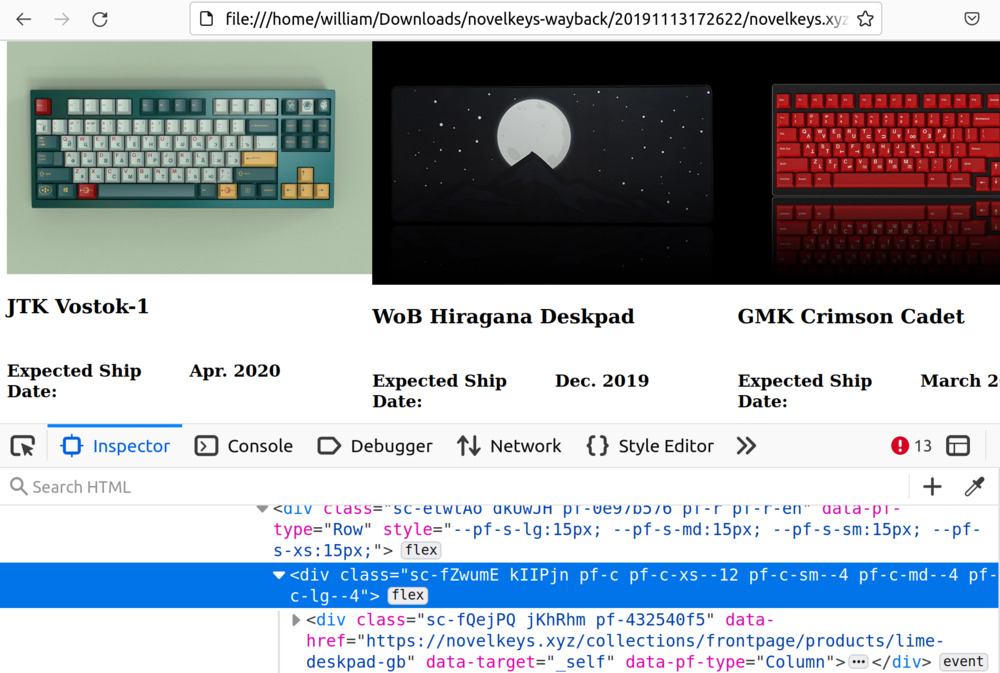 file:///home/william/Downloads/novelkeys-wayback/20191113172622/novelkeys.xyz
JTK Vostok-1
WoB Hiragana Deskpad
GMK Crimson Cadet
Expected Ship Date:
Apr. 2020
Expected Ship Date:
Dec. 2019
Expected Ship Date:
March 2
Inspector
Console
Debugger
Network
Style Editor
13
Search HTML
<div class="sc-elwlAo dkUwJH pf-0e97b576 pf-r pf-r-eh" data-pf-
type="Row" style="--pf-s-lg:15px; --pf-s-md:15px; --pf-s-sm:15px; --pf-
s-xs:15px;"> flex
<div class="sc-fZwumE kIIPjn pf-c pf-c-xs--12 pf-c-sm--4 pf-c-md--4 pf-
c-lg--4"> flex
<div class="sc-fQejPQ jKhRhm pf-432540f5" data-
href="https://novelkeys.xyz/collections/frontpage/products/lime-
deskpad-gb" data-target="_self" data-pf-type="Column"> ••• </div> event